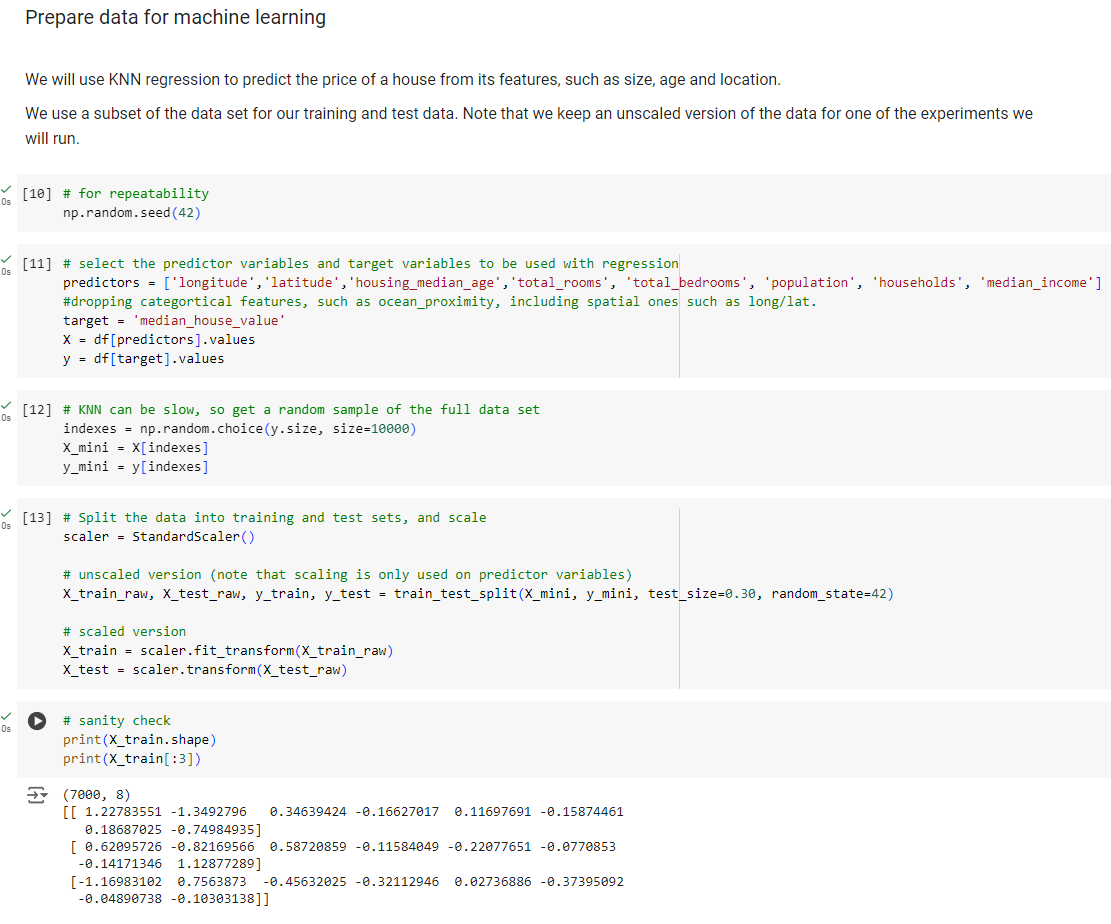 Prepare data for machine learning
We will use KNN regression to predict the price of a house from its features, such as size, age and location.
We use a subset of the data set for our training and test data. Note that we keep an unscaled version of the data for one of the experiments we
will run.
0s
[10] # for repeatability
np.random.seed(42)
0s
[11] # select the predictor variables and target variables to be used with regression
predictors = ['longitude','latitude','housing_median_age','total_rooms', 'total_bedrooms', 'population', 'households', 'median_income']
#dropping categortical features, such as ocean_proximity, including spatial ones such as long/lat.
target = 'median_house_value'
X = df[predictors].values
y = df[target].values
0s
[12] # KNN can be slow, so get a random sample of the full data set
indexes = np.random.choice(y.size, size=10000)
X_mini = X[indexes]
y_mini = y[indexes]
0s
[13] # Split the data into training and test sets, and scale
scaler = StandardScaler()
# unscaled version (note that scaling is only used on predictor variables)
X_train_raw, X_test_raw, y_train, y_test = train_test_split(X_mini, y_mini, test_size=0.30, random_state=42)
# scaled version
X_train = scaler.fit_transform(X_train_raw)
X_test = scaler.transform(X_test_raw)
0s
# sanity check
print(X_train.shape)
print(X_train[:3])
(7000, 8)
[[ 1.22783551 -1.3492796   0.34639424 -0.16627017  0.11697691 -0.15874461
   0.18687025 -0.74984935]
 [ 0.62095726 -0.82169566  0.58720859 -0.11584049 -0.22077651 -0.0770853
  -0.14171346  1.12877289]
 [-1.16983102  0.7563873  -0.45632025 -0.32112946  0.02736886 -0.37395092
  -0.04890738 -0.10303138]]